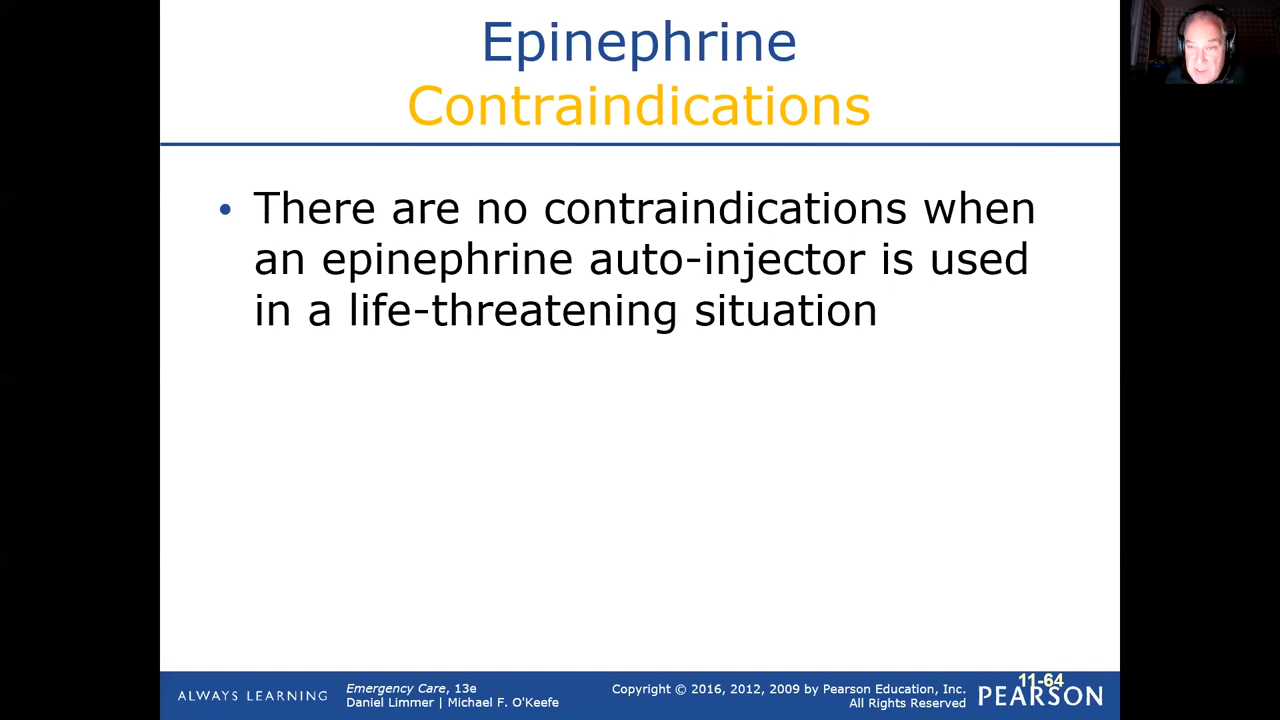 Epinephrine
Contraindications
• There are no contraindications when
an epinephrine auto-injector is used
in a life-threatening situation
ALWAYS LEARNING
Emergency Care, 13e
Daniel Limmer | Michael F. O'Keefe
Copyright © 2016, 2012, 2009 by Pearson Education, Inc.
All Rights Reserved
11-64
PEARSON